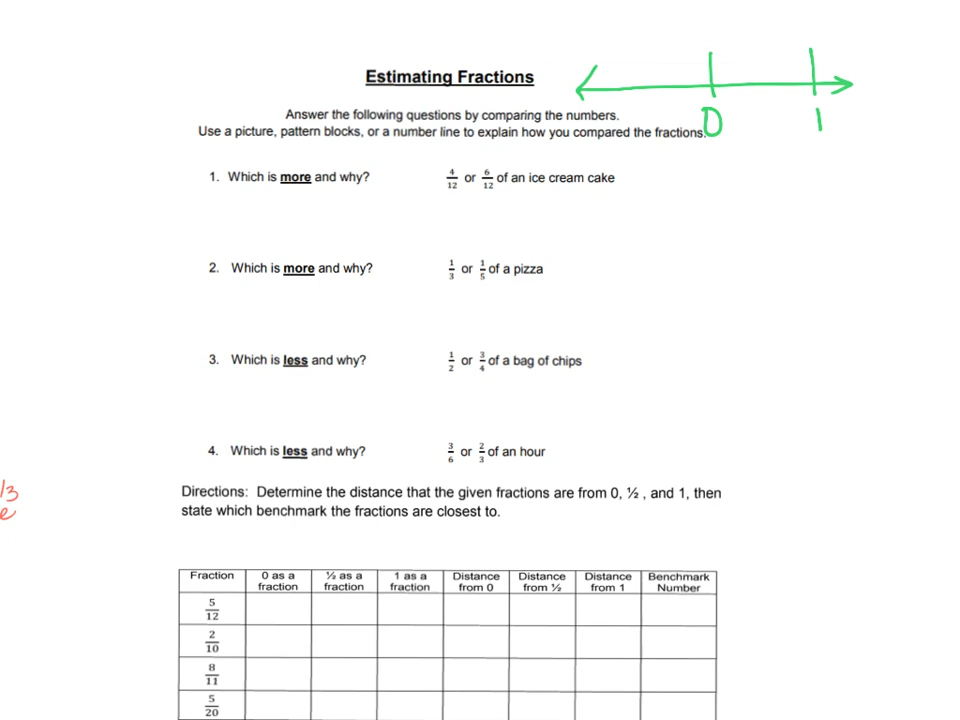 Estimating Fractions
Answer the following questions by comparing the numbers.
Use a picture, pattern blocks, or a number line to explain how you compared the fractions.
0 1
1. Which is more and why? 4/12 or 6/12 of an ice cream cake
2. Which is more and why? 1/3 or 1/5 of a pizza
3. Which is less and why? 1/2 or 3/4 of a bag of chips
4. Which is less and why? 3/6 or 2/3 of an hour
Directions: Determine the distance that the given fractions are from 0, ½ , and 1, then
state which benchmark the fractions are closest to.
Fraction 0 as a fraction ½ as a fraction 1 as a fraction Distance from 0 Distance from ½ Distance from 1 Benchmark Number
5/12
2/10
8/11
5/20